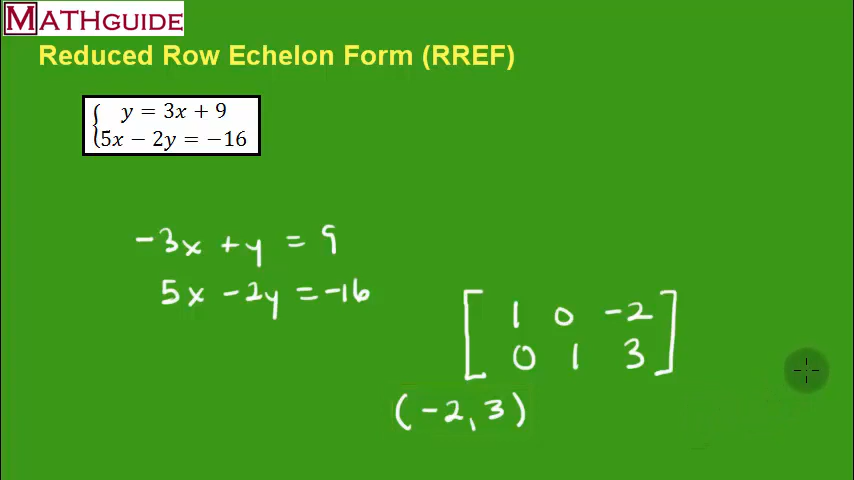 MATHGUIDE
Reduced Row Echelon Form (RREF)
{ y = 3x + 9
5x − 2y = −16
-3x + y = 9
5x - 2y = -16
[ 1 0 -2 ]
0 1 3
(-2, 3)